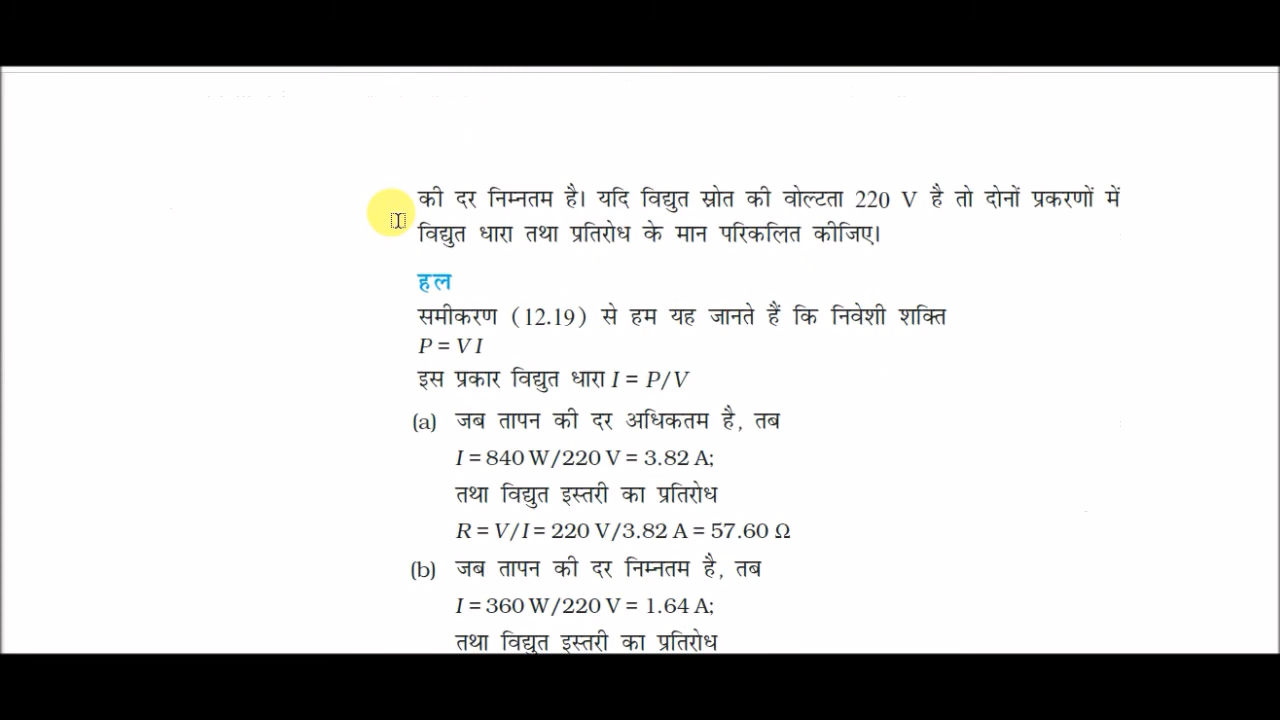 की दर निम्नतम है। यदि विद्युत स्रोत की वोल्टता 220 V है तो दोनों प्रकरणों में
विद्युत धारा तथा प्रतिरोध के मान परिकलित कीजिए।
हल
समीकरण (12.19) से हम यह जानते हैं कि निवेशी शक्ति
P = V I
इस प्रकार विद्युत धारा I = P/V
(a) जब तापन की दर अधिकतम है, तब
I = 840 W/220 V = 3.82 A;
तथा विद्युत इस्तरी का प्रतिरोध
R = V/I = 220 V/3.82 A = 57.60 Ω
(b) जब तापन की दर निम्नतम है, तब
I = 360 W/220 V = 1.64 A;
तथा विद्युत इस्तरी का प्रतिरोध